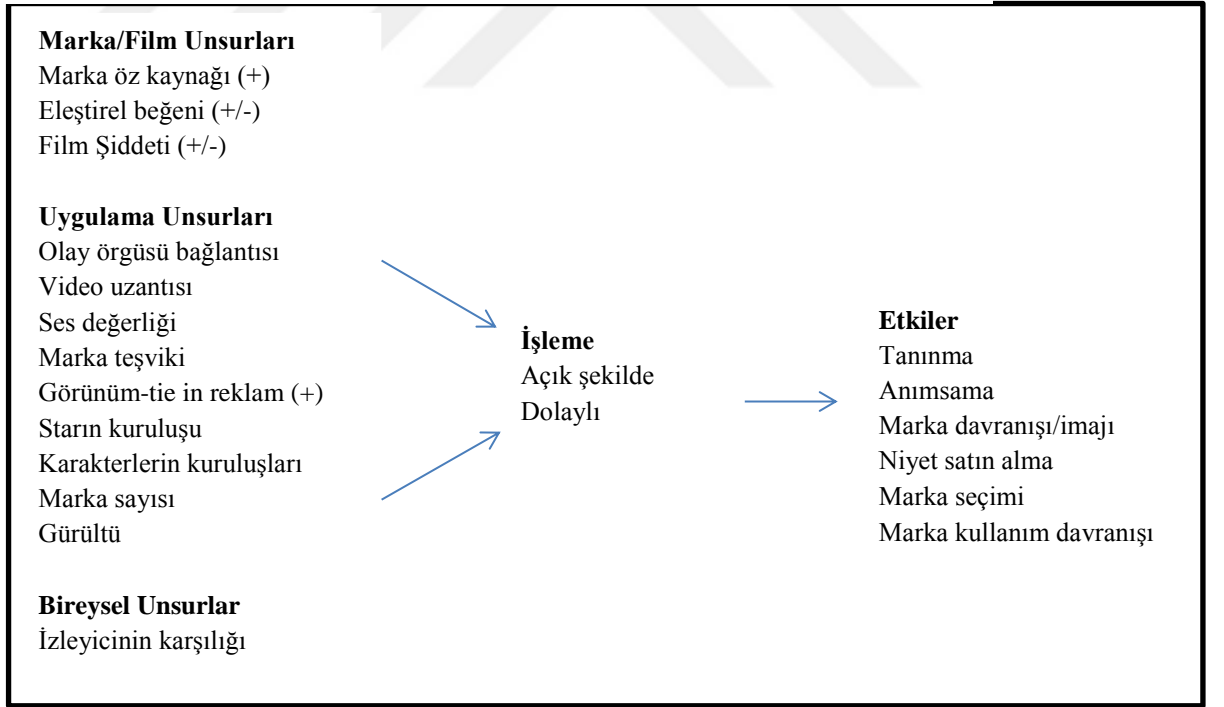 Marka/Film Unsurları
Marka öz kaynağı (+)
Eleştirel beğeni (+/-)
Film Şiddeti (+/-)
Uygulama Unsurları
Olay örgüsü bağlantısı
Video uzantısı
Ses değerliği
Marka teşviki
Görünüm-tie in reklam (+)
Starın kuruluşu
Karakterlerin kuruluşları
Marka sayısı
Gürültü
Bireysel Unsurlar
İzleyicinin karşılığı
İşleme
Açık şekilde
Dolaylı
Etkiler
Tanınma
Anımsama
Marka davranışı/imajı
Niyet satın alma
Marka seçimi
Marka kullanım davranışı